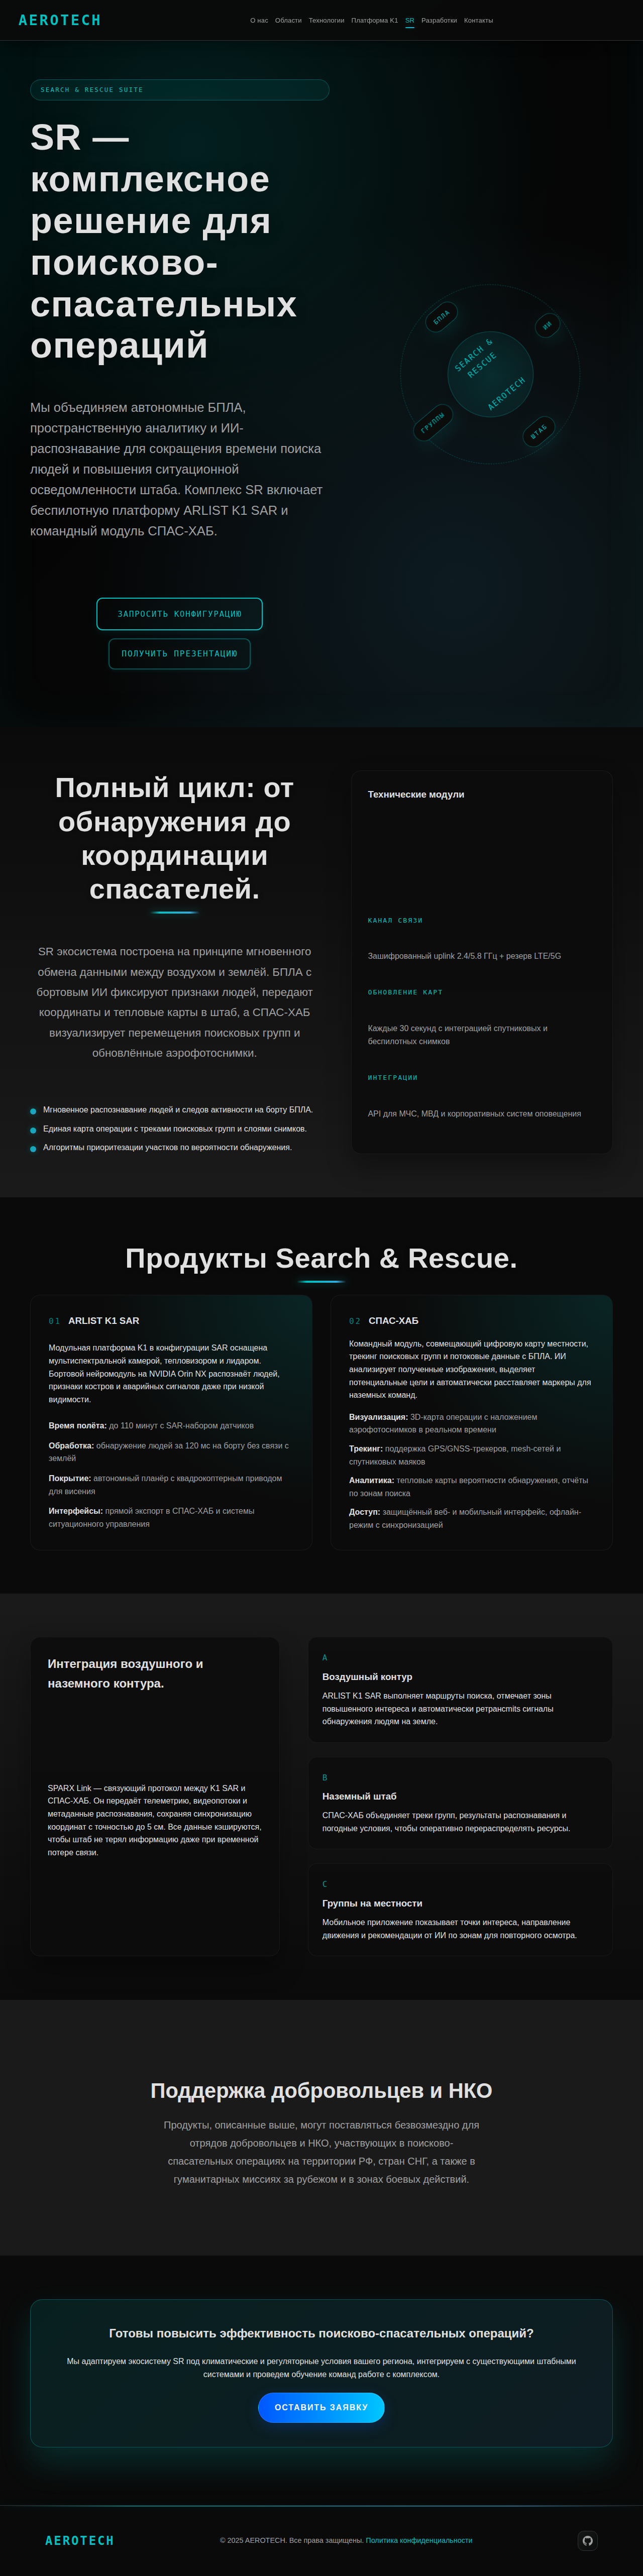 AEROTECH
О нас Области Технологии Платформа K1 SR Разработки Контакты
SEARCH & RESCUE SUITE
SR —
комплексное
решение для
поисково-
спасательных
операций
Мы объединяем автономные БПЛА,
пространственную аналитику и ИИ-
распознавание для сокращения времени поиска
людей и повышения ситуационной
осведомленности штаба. Комплекс SR включает
беспилотную платформу ARLIST K1 SAR и
командный модуль СПАС-ХАБ.
ЗАПРОСИТЬ КОНФИГУРАЦИЮ
ПОЛУЧИТЬ ПРЕЗЕНТАЦИЮ
БПЛА
ИИ
SEARCH &
RESCUE
AEROTECH
ГРУППЫ
ШТАБ
Полный цикл: от
обнаружения до
координации
спасателей.
SR экосистема построена на принципе мгновенного
обмена данными между воздухом и землёй. БПЛА с
бортовым ИИ фиксируют признаки людей, передают
координаты и тепловые карты в штаб, а СПАС-ХАБ
визуализирует перемещения поисковых групп и
обновлённые аэрофотоснимки.
Мгновенное распознавание людей и следов активности на борту БПЛА.
Единая карта операции с треками поисковых групп и слоями снимков.
Алгоритмы приоритезации участков по вероятности обнаружения.
Технические модули
КАНАЛ СВЯЗИ
Зашифрованный uplink 2.4/5.8 ГГц + резерв LTE/5G
ОБНОВЛЕНИЕ КАРТ
Каждые 30 секунд с интеграцией спутниковых и
беспилотных снимков
ИНТЕГРАЦИИ
API для МЧС, МВД и корпоративных систем оповещения
Продукты Search & Rescue.
01 ARLIST K1 SAR
Модульная платформа K1 в конфигурации SAR оснащена
мультиспектральной камерой, тепловизором и лидаром.
Бортовой нейромодуль на NVIDIA Orin NX распознаёт людей,
признаки костров и аварийных сигналов даже при низкой
видимости.
Время полёта: до 110 минут с SAR-набором датчиков
Обработка: обнаружение людей за 120 мс на борту без связи с
землёй
Покрытие: автономный планёр с квадрокоптерным приводом
для висения
Интерфейсы: прямой экспорт в СПАС-ХАБ и системы
ситуационного управления
02 СПАС-ХАБ
Командный модуль, совмещающий цифровую карту местности,
трекинг поисковых групп и потоковые данные с БПЛА. ИИ
анализирует полученные изображения, выделяет
потенциальные цели и автоматически расставляет маркеры для
наземных команд.
Визуализация: 3D-карта операции с наложением
аэрофотоснимков в реальном времени
Трекинг: поддержка GPS/GNSS-трекеров, mesh-сетей и
спутниковых маяков
Аналитика: тепловые карты вероятности обнаружения, отчёты
по зонам поиска
Доступ: защищённый веб- и мобильный интерфейс, офлайн-
режим с синхронизацией
Интеграция воздушного и
наземного контура.
SPARX Link — связующий протокол между K1 SAR и
СПАС-ХАБ. Он передаёт телеметрию, видеопотоки и
метаданные распознавания, сохраняя синхронизацию
координат с точностью до 5 см. Все данные кэшируются,
чтобы штаб не терял информацию даже при временной
потере связи.
A
Воздушный контур
ARLIST K1 SAR выполняет маршруты поиска, отмечает зоны
повышенного интереса и автоматически ретрансmits сигналы
обнаружения людям на земле.
B
Наземный штаб
СПАС-ХАБ объединяет треки групп, результаты распознавания и
погодные условия, чтобы оперативно перераспределять ресурсы.
C
Группы на местности
Мобильное приложение показывает точки интереса, направление
движения и рекомендации от ИИ по зонам для повторного осмотра.
Поддержка добровольцев и НКО
Продукты, описанные выше, могут поставляться безвозмездно для
отрядов добровольцев и НКО, участвующих в поисково-
спасательных операциях на территории РФ, стран СНГ, а также в
гуманитарных миссиях за рубежом и в зонах боевых действий.
Готовы повысить эффективность поисково-спасательных операций?
Мы адаптируем экосистему SR под климатические и регуляторные условия вашего региона, интегрируем с существующими штабными
системами и проведем обучение команд работе с комплексом.
ОСТАВИТЬ ЗАЯВКУ
AEROTECH
© 2025 AEROTECH. Все права защищены. Политика конфиденциальности